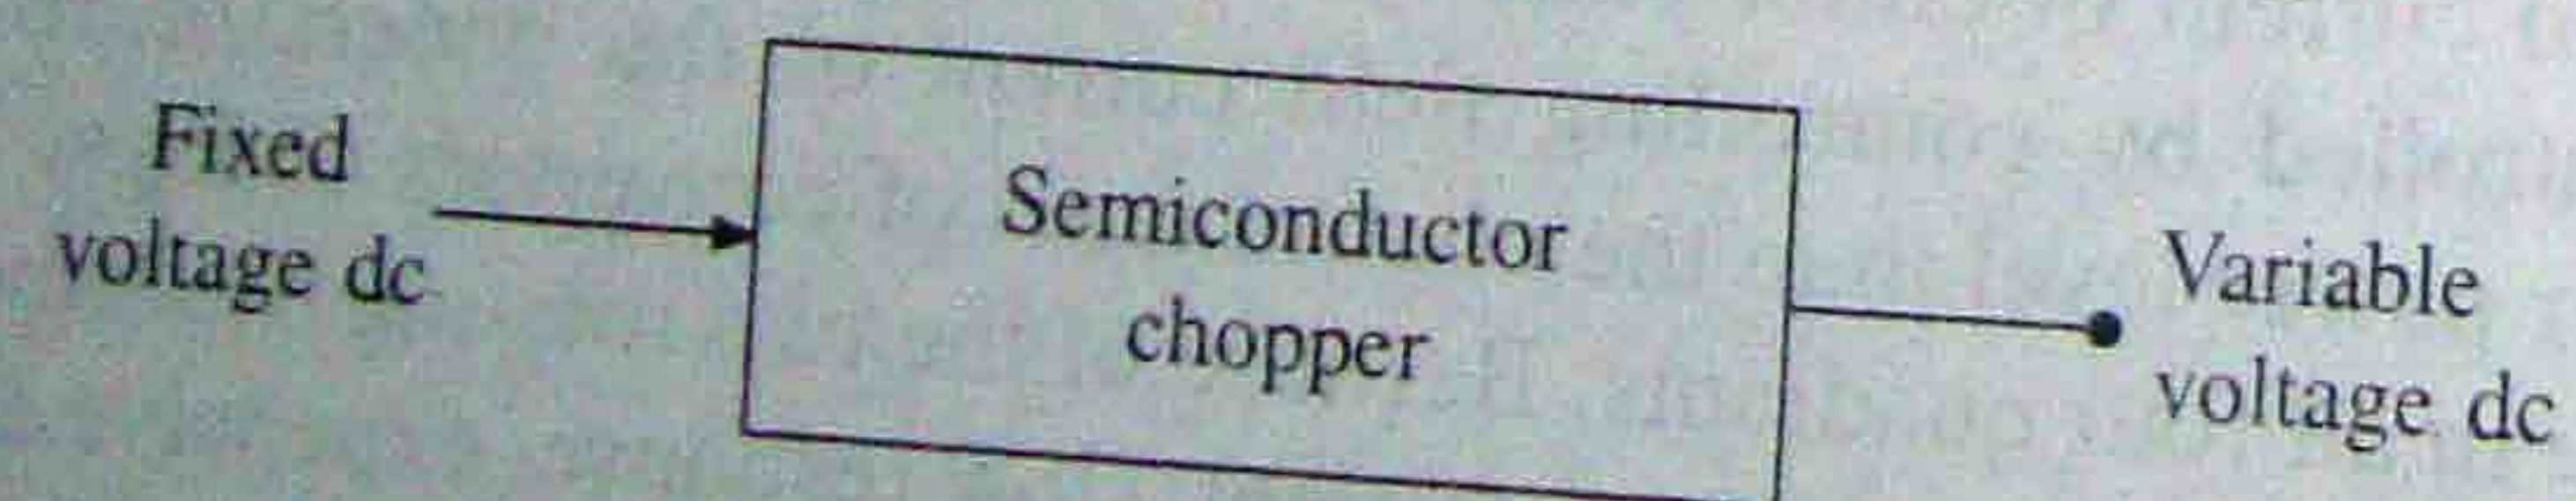 Fixed
voltage dc
Semiconductor
chopper
Variable
voltage dc